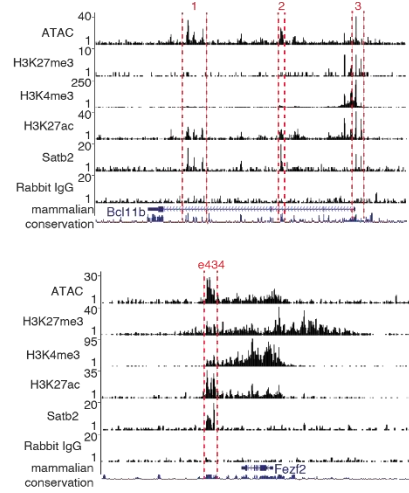 1 2 3
40
ATAC
1
10
H3K27me3
1
250
H3K4me3
1
40
H3K27ac
1
20
Satb2
1
20
Rabbit IgG
1
mammalian Bcl11b
conservation
e434
30
ATAC
1
40
H3K27me3
1
95
H3K4me3
1
35
H3K27ac
1
20
Satb2
1
20
Rabbit IgG
1
mammalian Fezf2
conservation